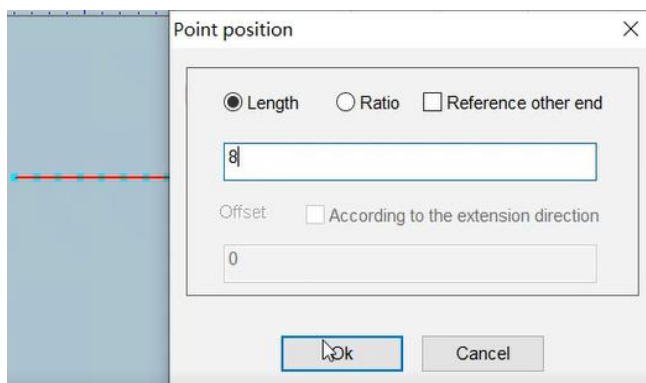 Point position
Length Ratio Reference other end
8
Offset According to the extension direction
0
Ok Cancel